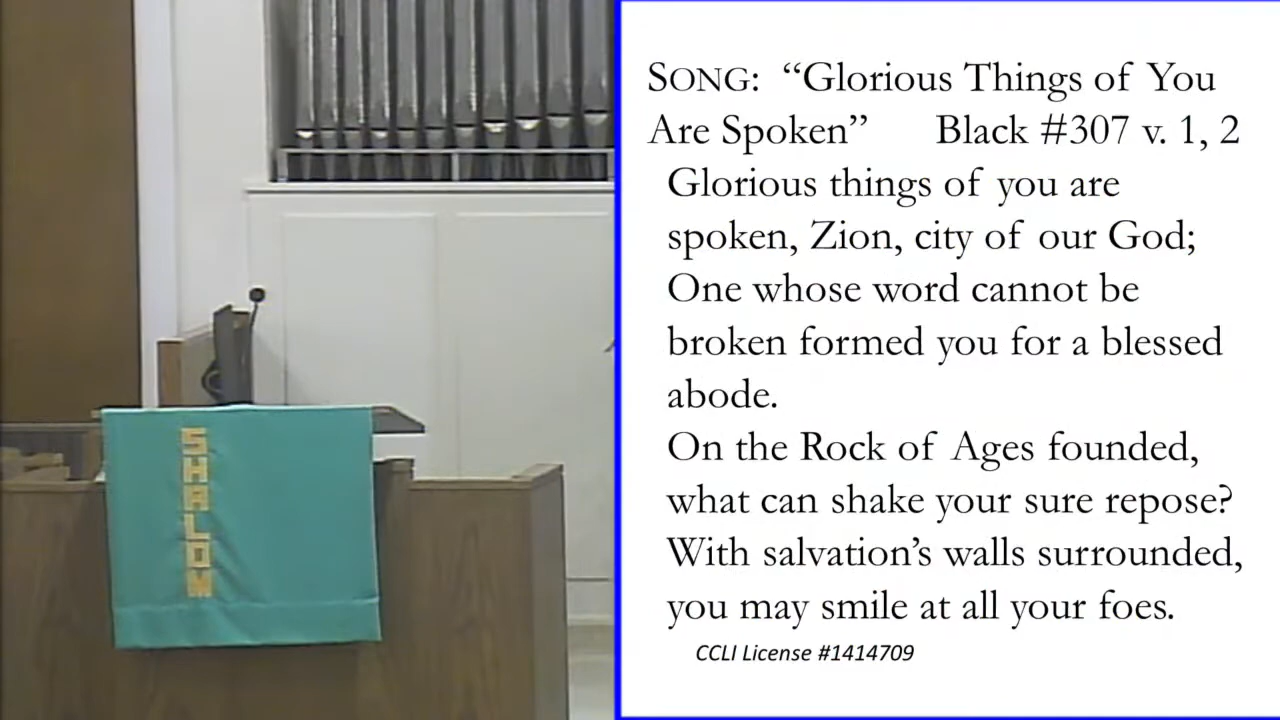 SHALOM
SONG: “Glorious Things of You
Are Spoken” Black #307 v. 1, 2
Glorious things of you are
spoken, Zion, city of our God;
One whose word cannot be
broken formed you for a blessed
abode.
On the Rock of Ages founded,
what can shake your sure repose?
With salvation’s walls surrounded,
you may smile at all your foes.
CCLI License #1414709